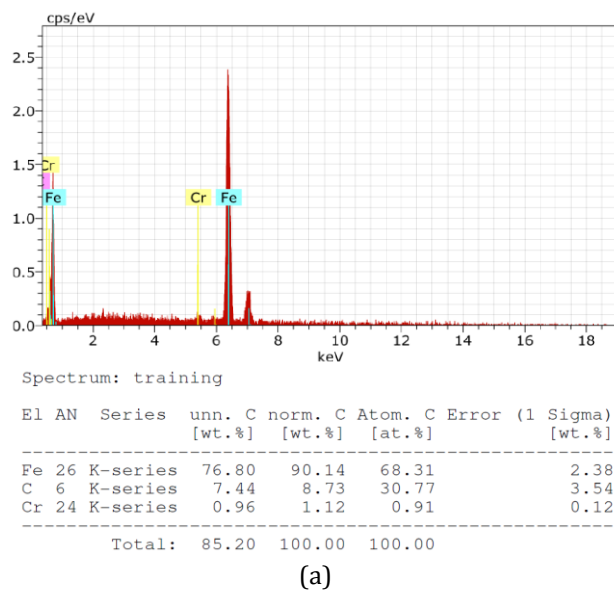 cps/eV
2.5
2.0
1.5
Cr
Fe
Cr
Fe
1.0
0.5
0.0
2 4 6 8 10 12 14 16 18
keV
Spectrum: training
El AN Series unn. C norm. C Atom. C Error (1 Sigma)
[wt.%] [wt.%] [at.%] [wt.%]
Fe 26 K-series 76.80 90.14 68.31 2.38
C 6 K-series 7.44 8.73 30.77 3.54
Cr 24 K-series 0.96 1.12 0.91 0.12
Total: 85.20 100.00 100.00
(a)